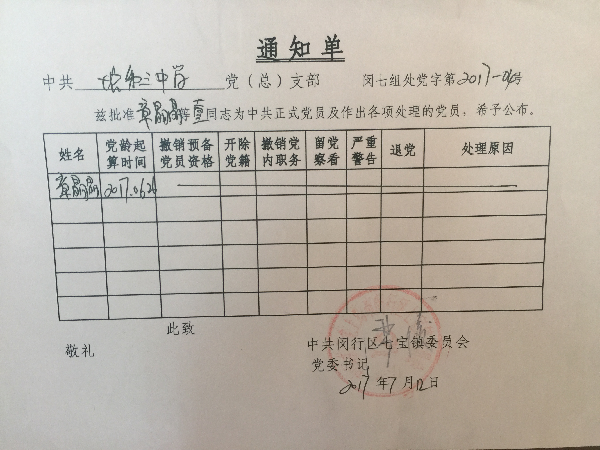 通知单
中共 三中学 党(总)支部 闵七组处党字第2017-号
兹批准章晶晶等壹同志为中共正式党员及作出各项处理的党员,希予公布。
姓名 党龄起算时间 撤销预备党员资格 开除党籍 撤销党内职务 留党察看 严重警告 退党 处理原因
章晶晶 2017.06.26
此致
敬礼 中共闵行区七宝镇委员会
党委书记
2017年7月12日